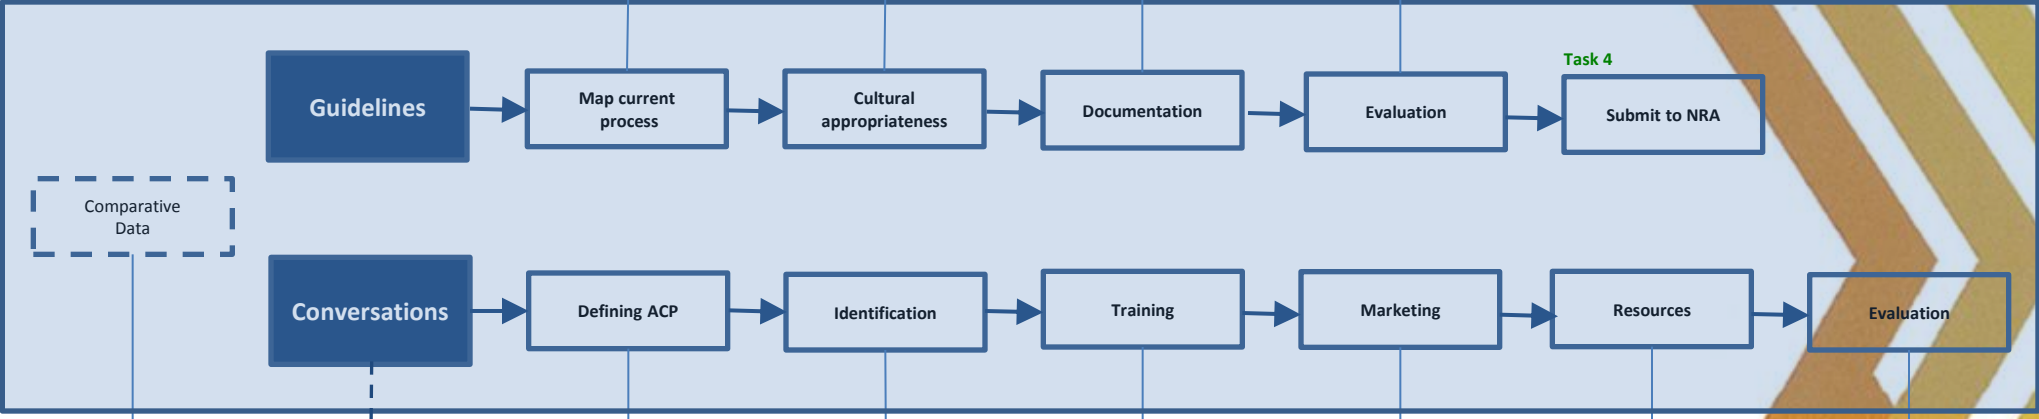 Task 4
Guidelines
Map current
process
Cultural
appropriateness
Documentation
Evaluation
Submit to NRA
Comparative
Data
Conversations
Defining ACP
Identification
Training
Marketing
Resources
Evaluation